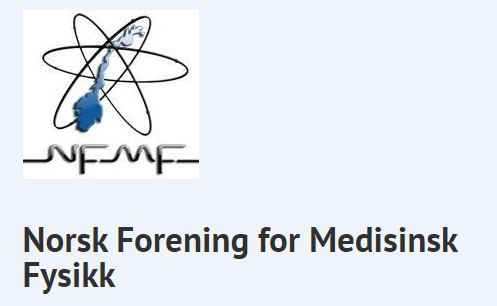 NFMF
Norsk Forening for Medisinsk
Fysikk